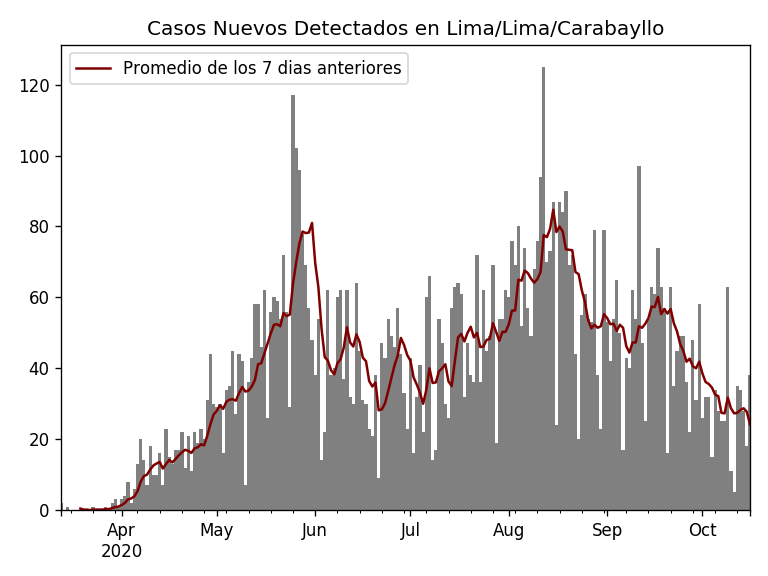 Casos Nuevos Detectados en Lima/Lima/Carabayllo
Promedio de los 7 dias anteriores
120
100
80
60
40
20
0
Apr May Jun Jul Aug Sep Oct
2020